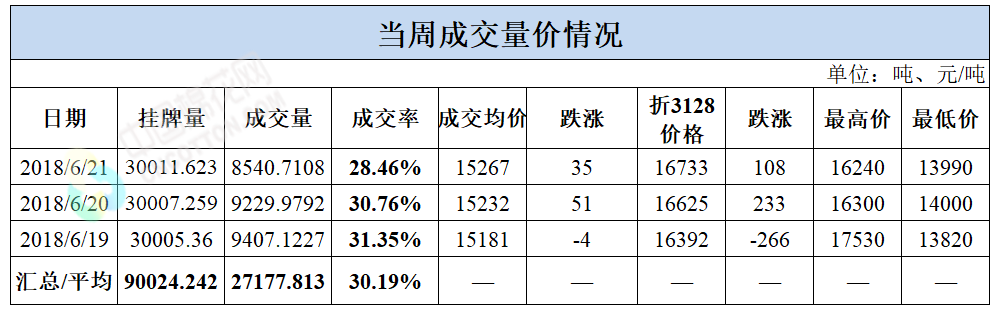 当周成交量价情况
单位：吨、元/吨
日期 挂牌量 成交量 成交率 成交均价 跌涨 折3128价格 跌涨 最高价 最低价
2018/6/21 30011.623 8540.7108 28.46% 15267 35 16733 108 16240 13990
2018/6/20 30007.259 9229.9792 30.76% 15232 51 16625 233 16300 14000
2018/6/19 30005.36 9407.1227 31.35% 15181 -4 16392 -266 17530 13820
汇总/平均 90024.242 27177.813 30.19% — — — — — —
中国棉花网